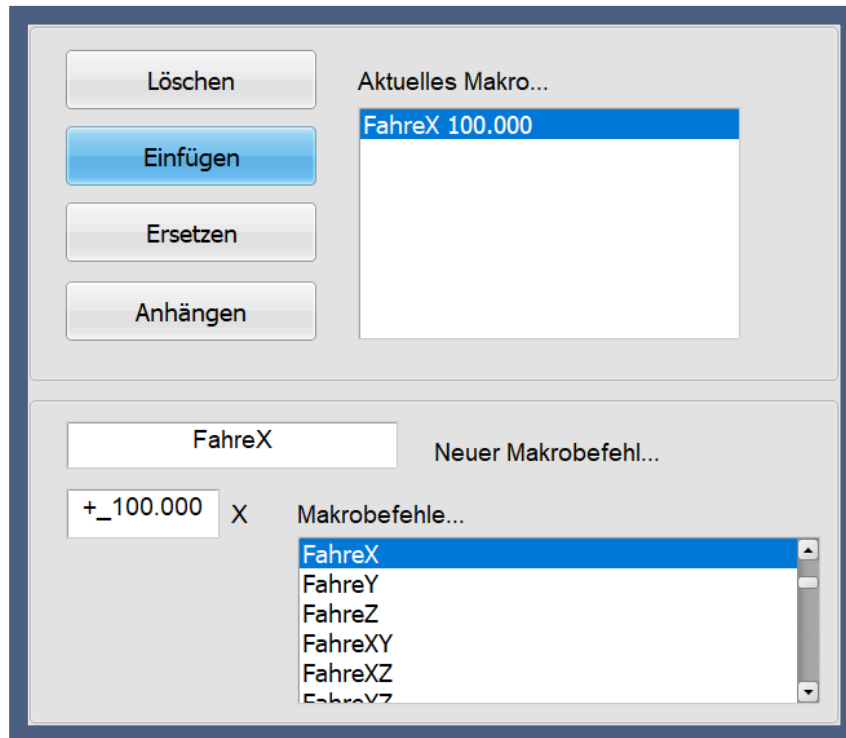 Löschen
Aktuelles Makro...
FahreX 100.000
Einfügen
Ersetzen
Anhängen
FahreX
Neuer Makrobefehl...
+_100.000
X
Makrobefehle...
FahreX
FahreY
FahreZ
FahreXY
FahreXZ
FahreYZ